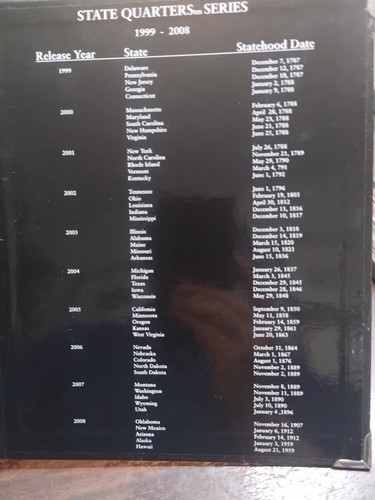 STATE QUARTERS SERIES
1999 - 2008
Release Year State Statehood Date
1999 Delaware December 7, 1787
Pennsylvania December 12, 1787
New Jersey December 18, 1787
Georgia January 2, 1788
Connecticut January 9, 1788
2000 Massachusetts February 6, 1788
Maryland April 28, 1788
South Carolina May 23, 1788
New Hampshire June 21, 1788
Virginia June 25, 1788
2001 New York July 26, 1788
North Carolina November 21, 1789
Rhode Island May 29, 1790
Vermont March 4, 791
Kentucky June 1, 1792
2002 Tennessee June 1, 1796
Ohio February 19, 1803
Louisiana April 30, 1812
Indiana December 11, 1816
Mississippi December 10, 1817
2003 Illinois December 3, 1818
Alabama December 14, 1819
Maine March 15, 1820
Missouri August 10, 1821
Arkansas June 15, 1836
2004 Michigan January 26, 1837
Florida March 3, 1845
Texas December 29, 1845
Iowa December 28, 1846
Wisconsin May 29, 1848
2005 California September 9, 1850
Minnesota May 11, 1858
Oregon February 14, 1859
Kansas January 29, 1861
West Virginia June 20, 1863
2006 Nevada October 31, 1864
Nebraska March 1, 1867
Colorado August 1, 1876
North Dakota November 2, 1889
South Dakota November 2, 1889
2007 Montana November 8, 1889
Washington November 11, 1889
Idaho July 3, 1890
Wyoming July 10, 1890
Utah January 4, 1896
2008 Oklahoma November 16, 1907
New Mexico January 6, 1912
Arizona February 14, 1912
Alaska January 3, 1959
Hawaii August 21, 1959